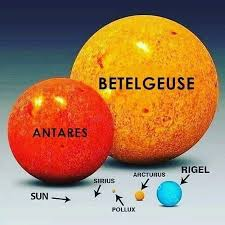 BETELGEUSE
ANTARES
RIGEL
ARCTURUS
SIRIUS
SUN
POLLUX